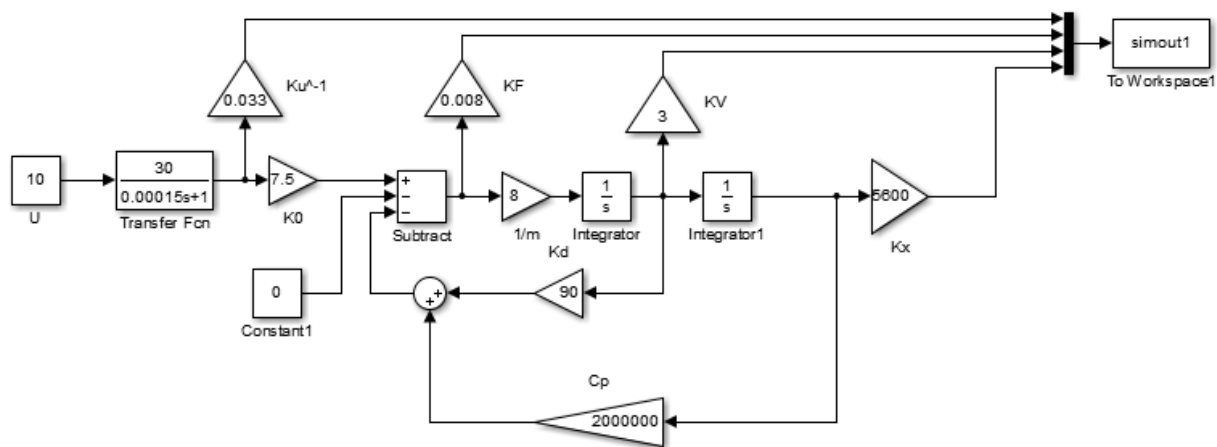 simout1
To Workspace1
Ku^-1
0.033
KF
0.008
KV
3
10
U
30
0.00015s+1
Transfer Fcn
7.5
K0
+
−
−
Subtract
8
1/m
1
s
Integrator
1
s
Integrator1
5600
Kx
Kd
90
0
Constant1
+
+
Cp
2000000